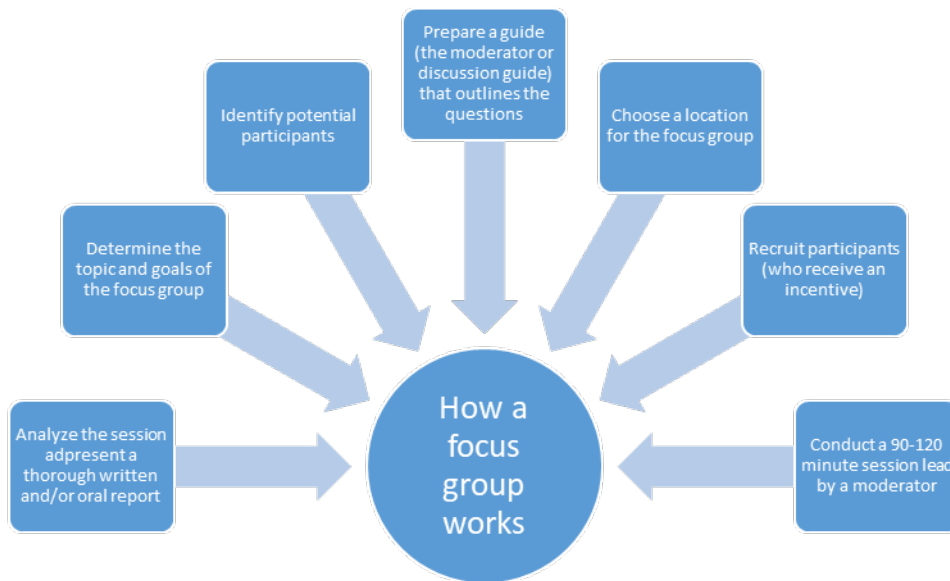 Prepare a guide
(the moderator or
discussion guide)
that outlines the
questions
Identify potential
participants
Choose a location
for the focus group
Determine the
topic and goals of
the focus group
Recruit participants
(who receive an
incentive)
Analyze the session
adpresent a
thorough written
and/or oral report
How a
focus
group
works
Conduct a 90-120
minute session lead
by a moderator